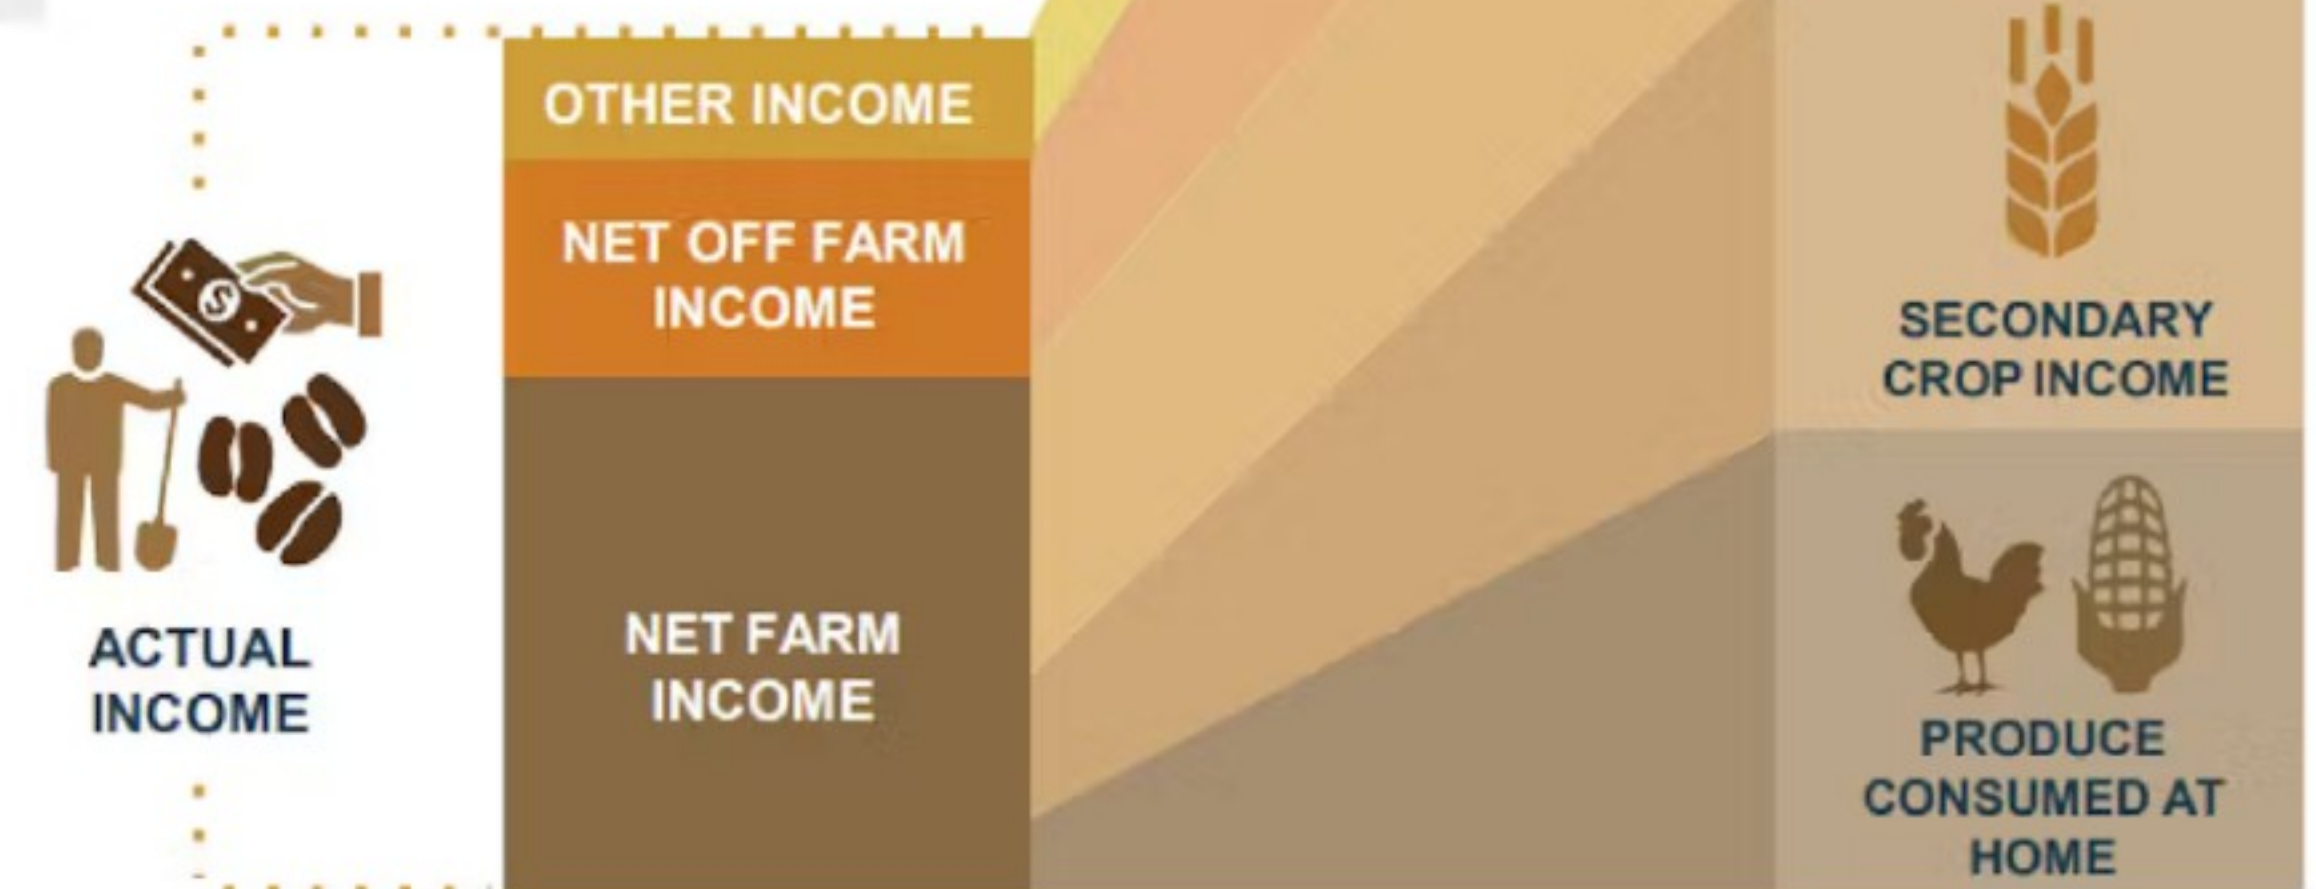 OTHER INCOME
NET OFF FARM
INCOME
NET FARM
INCOME
ACTUAL
INCOME
SECONDARY
CROP INCOME
PRODUCE
CONSUMED AT
HOME